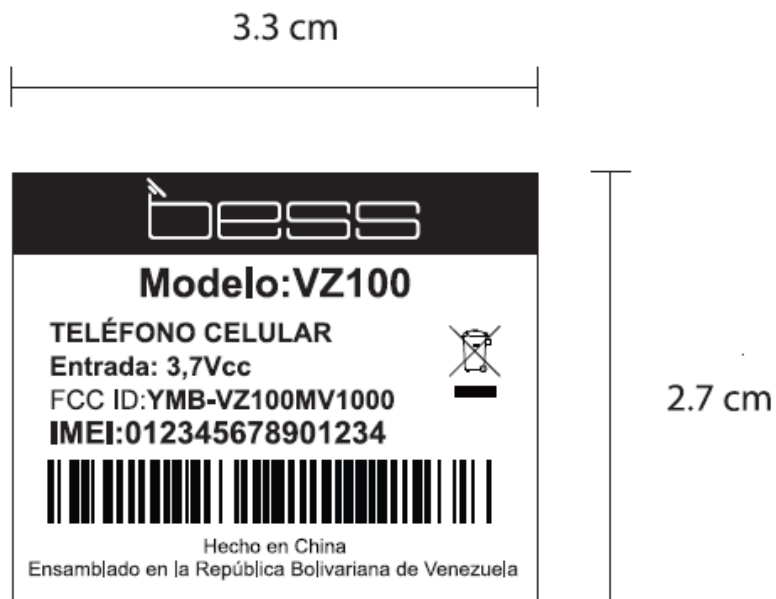 3.3 cm
bess
Modelo:VZ100
TELÉFONO CELULAR
Entrada: 3,7Vcc
FCC ID:YMB-VZ100MV1000
IMEI:012345678901234
2.7 cm
Hecho en China
Ensamblado en la República Bolivariana de Venezuela